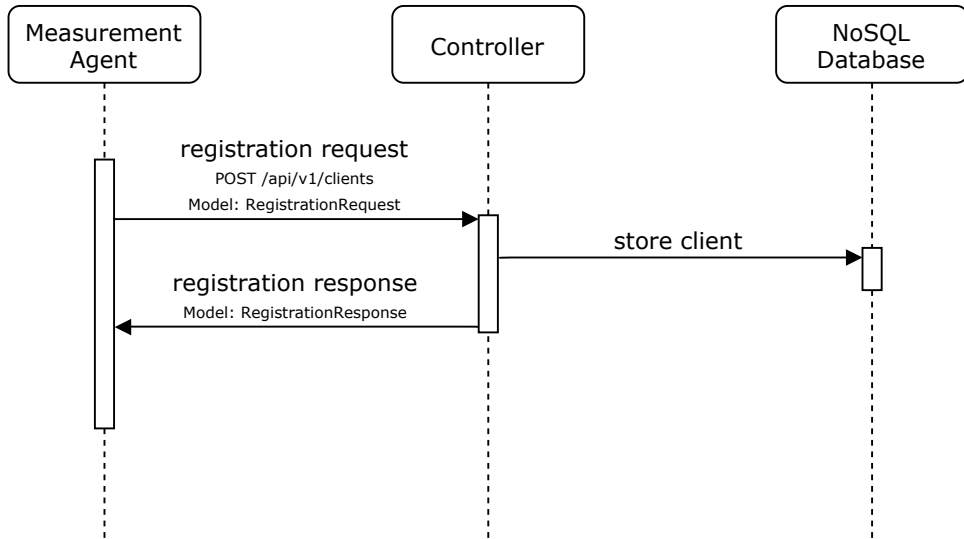 Measurement
Agent
Controller
NoSQL
Database
registration request
POST /api/v1/clients
Model: RegistrationRequest
store client
registration response
Model: RegistrationResponse